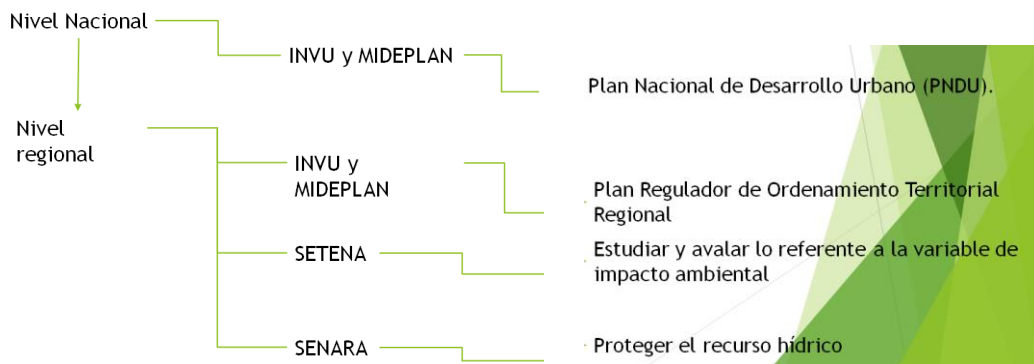 Nivel Nacional
INVU y MIDEPLAN
Plan Nacional de Desarrollo Urbano (PNDU).
Nivel
regional
INVU y
MIDEPLAN
Plan Regulador de Ordenamiento Territorial
Regional
SETENA
Estudiar y avalar lo referente a la variable de
impacto ambiental
SENARA
Proteger el recurso hídrico